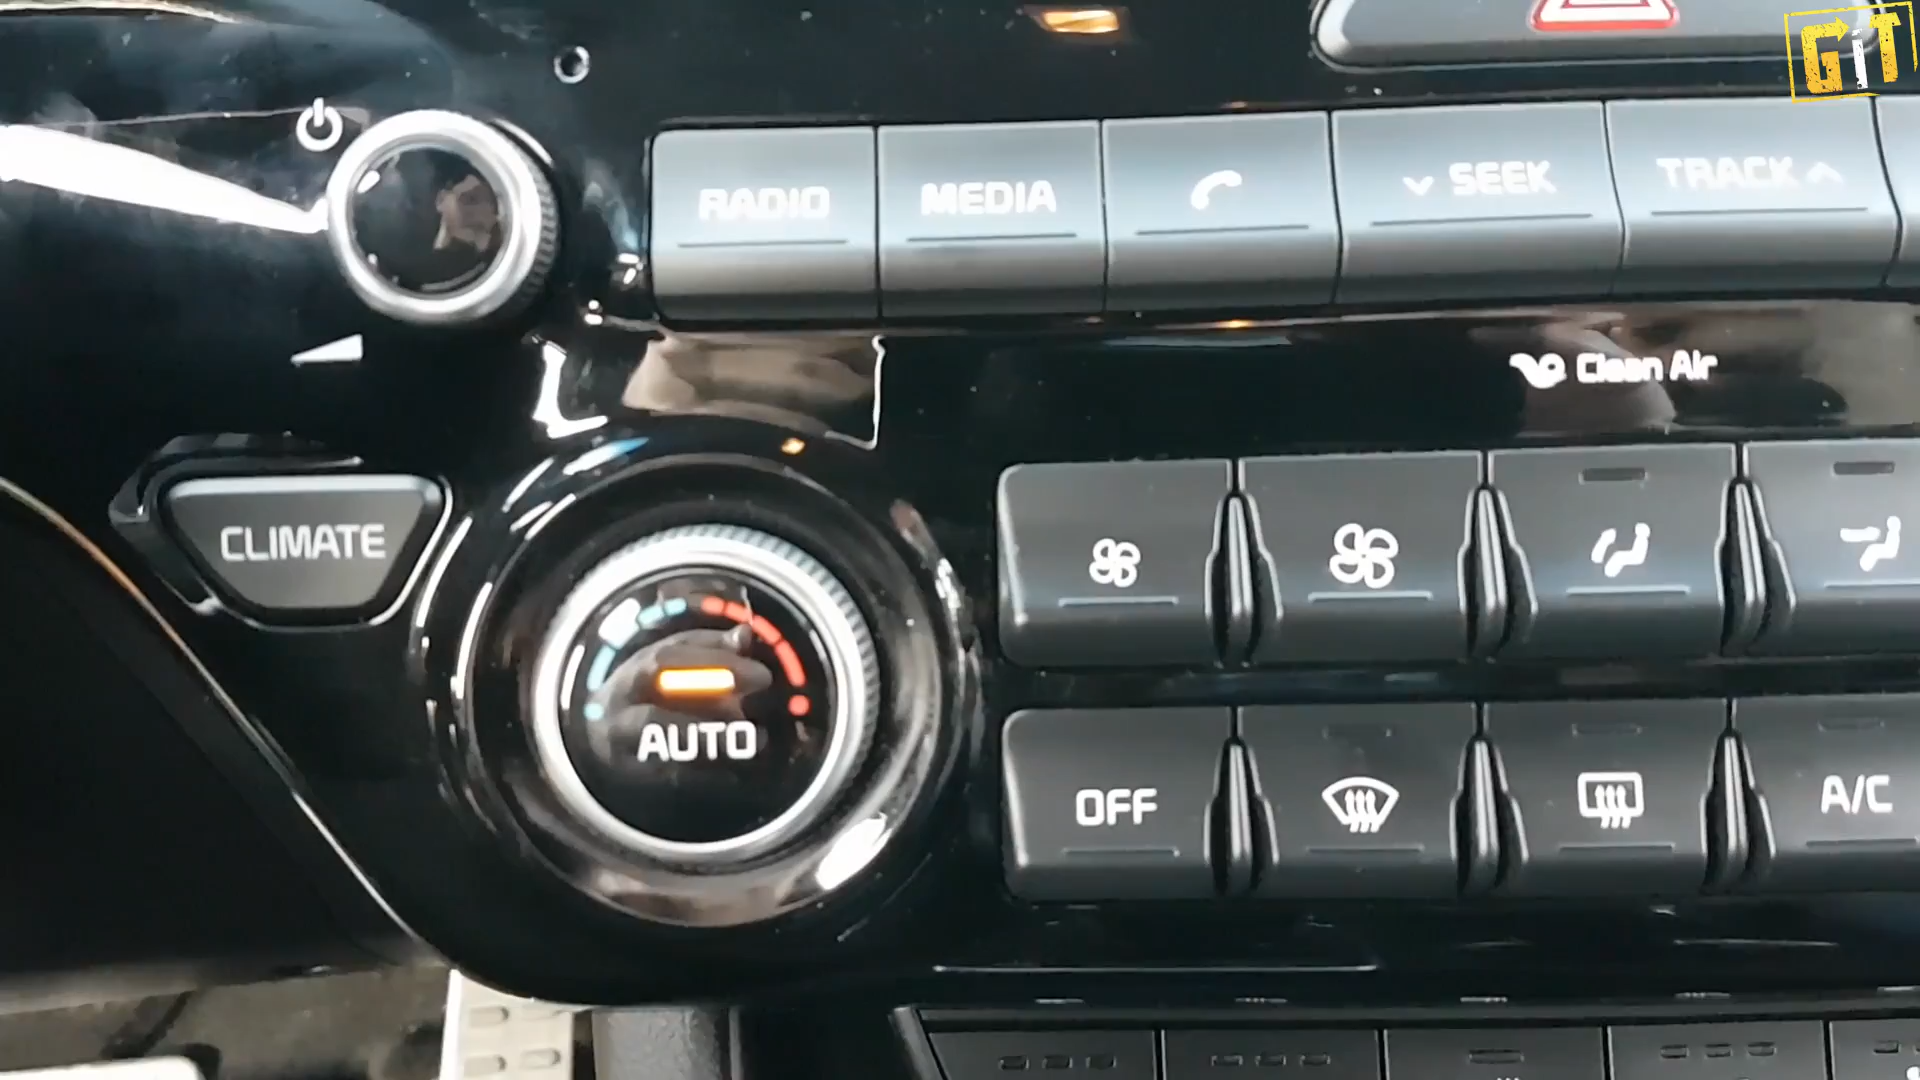 GiT
RADIO
MEDIA
SEEK
TRACK
Clean Air
CLIMATE
AUTO
OFF
A/C